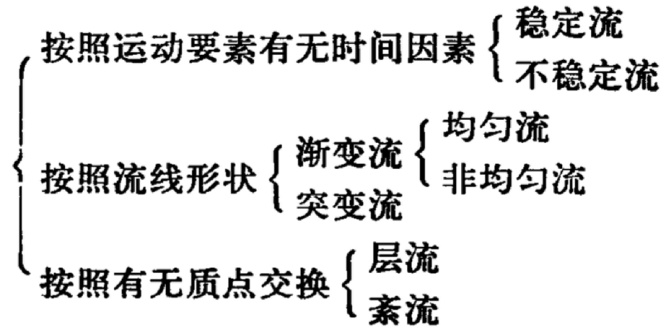 按照运动要素有无时间因素
稳定流
不稳定流
按照流线形状
渐变流
均匀流
非均匀流
突变流
按照有无质点交换
层流
紊流